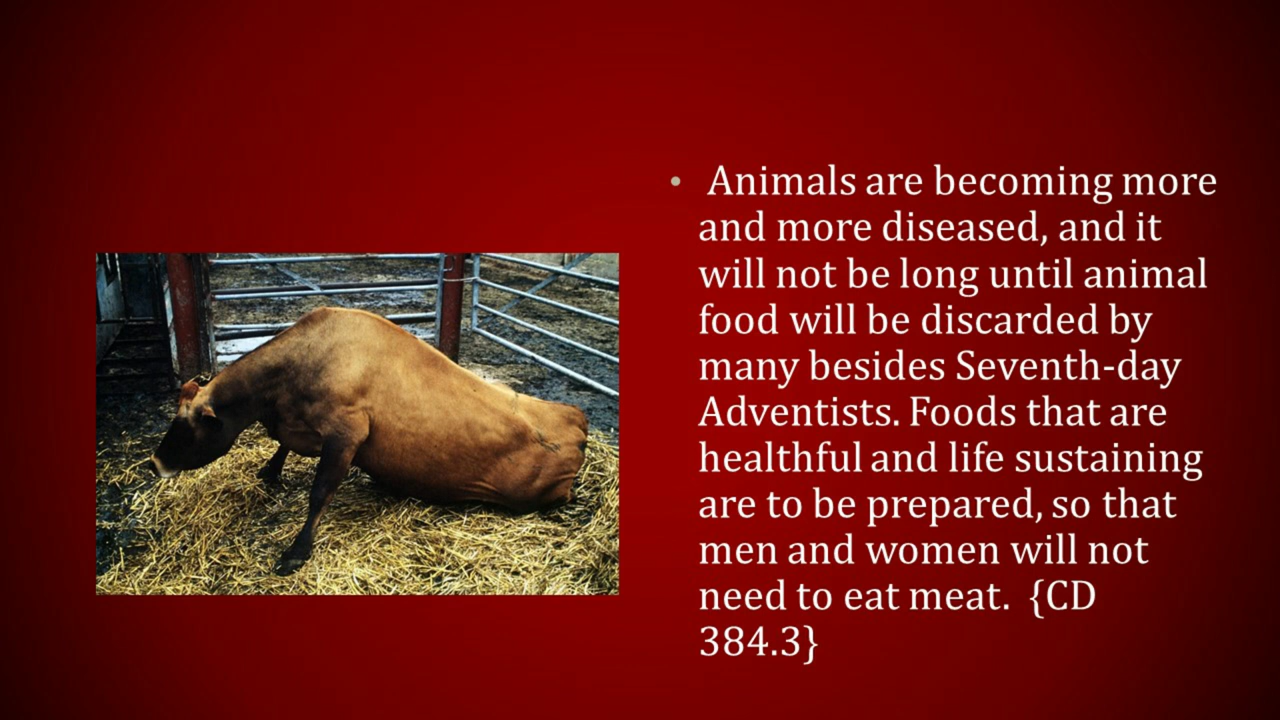 • Animals are becoming more
and more diseased, and it
will not be long until animal
food will be discarded by
many besides Seventh-day
Adventists. Foods that are
healthful and life sustaining
are to be prepared, so that
men and women will not
need to eat meat.  {CD
384.3}